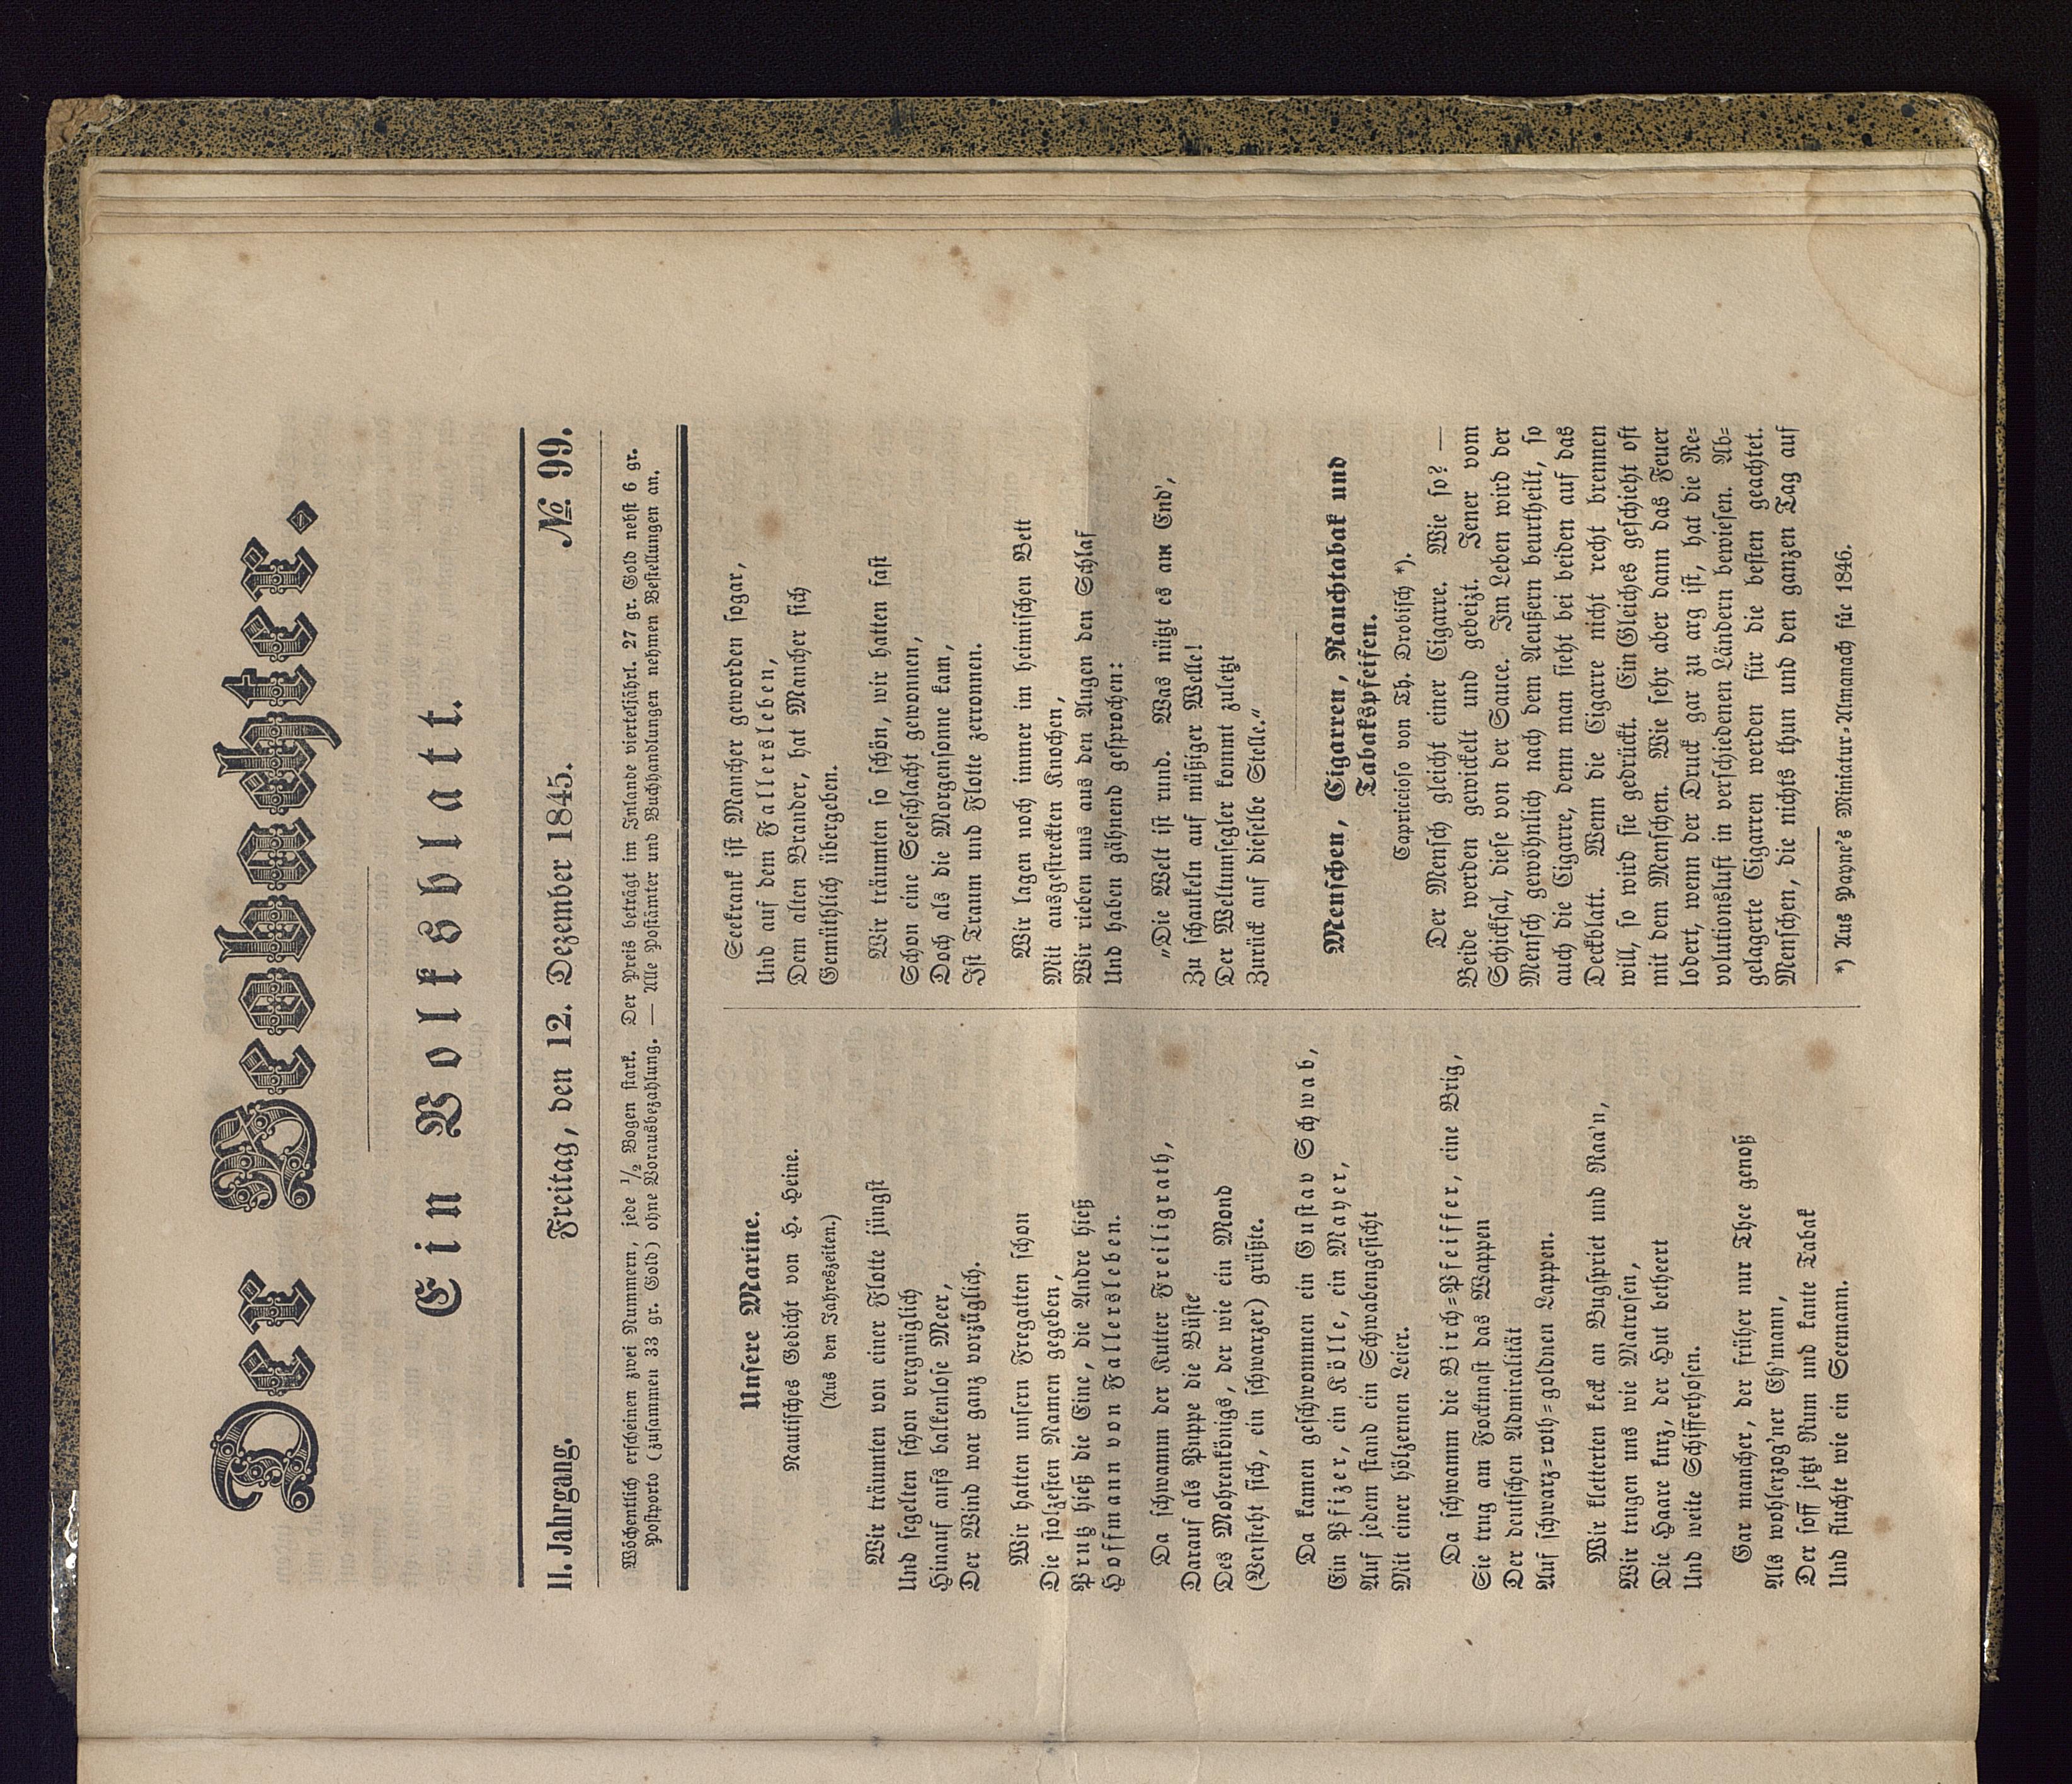 Der Beobachter.
Ein Volksblatt.
II. Jahrgang. Freitag, den 12. Dezember 1845. № 99.
Wöchentlich erscheinen zwei Nummern, jede ½ Bogen stark. Der Preis beträgt im Inlande vierteljährl. 27 gr. Gold nebst 6 gr.
Postporto (zusammen 33 gr. Gold) ohne Vorausbezahlung. — Alle Postämter und Buchhandlungen nehmen Bestellungen an.
Unsere Marine.
Nautisches Gedicht von H. Heine.
(Aus den Jahreszeiten.)
Wir träumten von einer Flotte jüngst
Und segelten schon vergnüglich
Hinauf aufs balkenlose Meer,
Der Wind war ganz vorzüglich.
Wir hatten unsern Fregatten schon
Die stolzesten Namen gegeben,
Prutz hieß die Eine, die Andre hieß
Hoffmann von Fallersleben.
Da schwamm der Kutter Freiligrath,
Darauf als Puppe die Büste
Des Mohrenkönigs, der wie ein Mond
(Versteht sich, ein schwarzer) grüßte.
Da kamen geschwommen ein Gustav Schwab,
Ein Pfizer, ein Kölle, ein Mayer,
Auf jedem stand ein Schwabengesicht
Mit einer hölzernen Leier.
Da schwamm die Birch=Pfeiffer, eine Brig,
Sie trug am Fockmast das Wappen
Der deutschen Admiralität
Auf schwarz=roth=goldnen Lappen.
Wir kletterten keck an Bugspriet und Raa'n,
Wir trugen uns wie Matrosen,
Die Haare kurz, der Hut betheert
Und weite Schifferhosen.
Gar mancher, der früher nur Thee genoß
Als wohlerzog'ner Eh'mann,
Der soff jetzt Rum und kaute Tabak
Und fluchte wie ein Seemann.
Seekrank ist Mancher geworden sogar,
Und auf dem Fallersleben,
Dem alten Brander, hat Mancher sich
Gemüthlich übergeben.
Wir träumten so schön, wir hatten fast
Schon eine Seeschlacht gewonnen,
Doch als die Morgensonne kam,
Ist Traum und Flotte zerronnen.
Wir lagen noch immer im heimischen Bett
Mit ausgestreckten Knochen,
Wir rieben uns aus den Augen den Schlaf
Und haben gähnend gesprochen:
„Die Welt ist rund. Was nützt es am End',
Zu schaukeln auf müßiger Welle!
Der Weltumsegler kommt zuletzt
Zurück auf dieselbe Stelle.“
Menschen, Cigarren, Rauchtabak und
Tabakspfeifen.
Capriccioso von Th. Drobisch *).
Der Mensch gleicht einer Cigarre. Wie so? —
Beide werden gewickelt und gebeizt. Jener vom
Schicksal, diese von der Sauce. Im Leben wird der
Mensch gewöhnlich nach dem Aeußern beurtheilt, so
auch die Cigarre, denn man sieht bei beiden auf das
Deckblatt. Wenn die Cigarre nicht recht brennen
will, so wird sie gedrückt. Ein Gleiches geschieht oft
mit dem Menschen. Wie sehr aber dann das Feuer
lodert, wenn der Druck gar zu arg ist, hat die Re=
volutionslust in verschiedenen Ländern bewiesen. Ab=
gelagerte Cigarren werden für die besten geachtet.
Menschen, die nichts thun und den ganzen Tag auf
*) Aus Payne's Miniatur=Almanach für 1846.